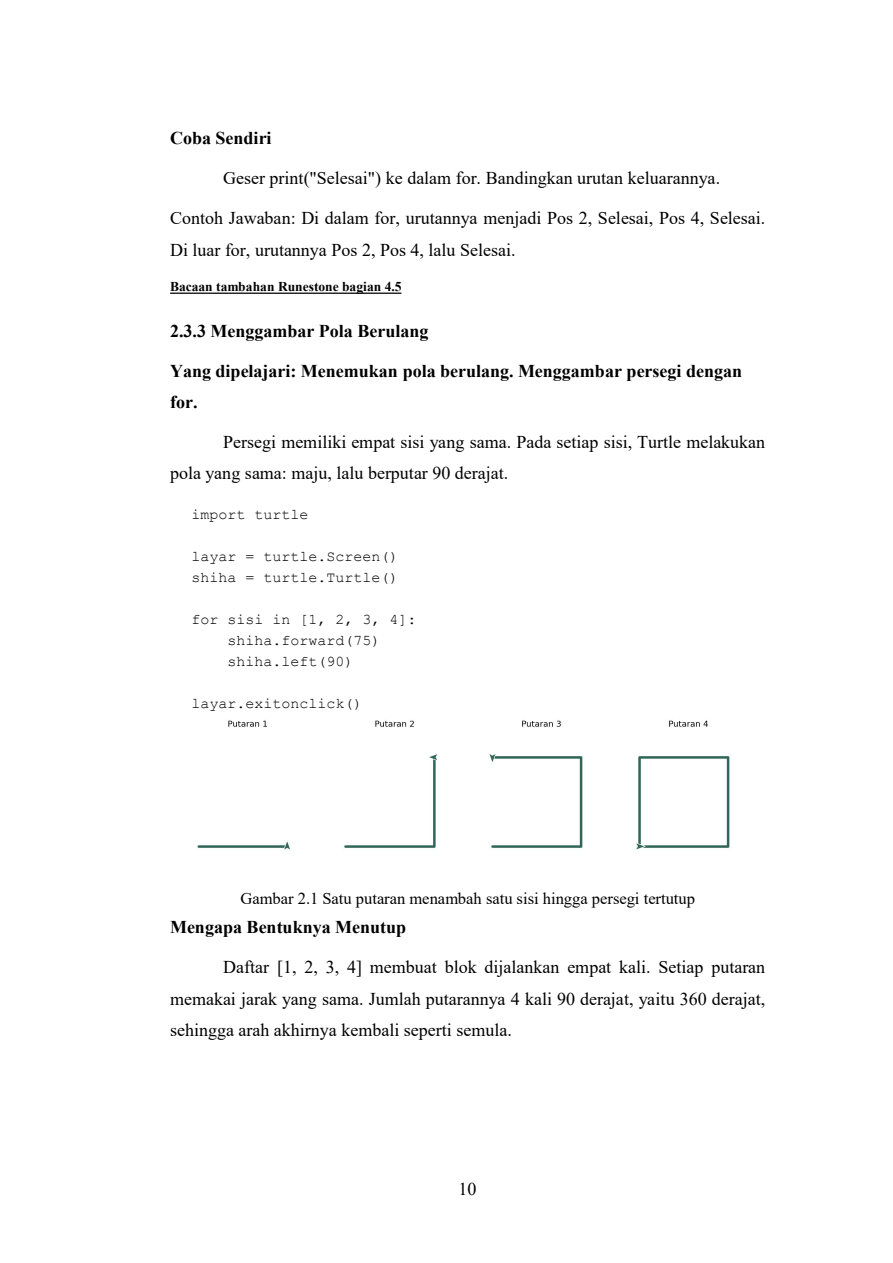 Coba Sendiri
Geser print("Selesai") ke dalam for. Bandingkan urutan keluarannya.
Contoh Jawaban: Di dalam for, urutannya menjadi Pos 2, Selesai, Pos 4, Selesai.
Di luar for, urutannya Pos 2, Pos 4, lalu Selesai.
Bacaan tambahan Runestone bagian 4.5
2.3.3 Menggambar Pola Berulang
Yang dipelajari: Menemukan pola berulang. Menggambar persegi dengan
for.
Persegi memiliki empat sisi yang sama. Pada setiap sisi, Turtle melakukan
pola yang sama: maju, lalu berputar 90 derajat.
import turtle
layar = turtle.Screen()
shiha = turtle.Turtle()
for sisi in [1, 2, 3, 4]:
    shiha.forward(75)
    shiha.left(90)
layar.exitonclick()
Putaran 1 Putaran 2 Putaran 3 Putaran 4
Gambar 2.1 Satu putaran menambah satu sisi hingga persegi tertutup
Mengapa Bentuknya Menutup
Daftar [1, 2, 3, 4] membuat blok dijalankan empat kali. Setiap putaran
memakai jarak yang sama. Jumlah putarannya 4 kali 90 derajat, yaitu 360 derajat,
sehingga arah akhirnya kembali seperti semula.
10